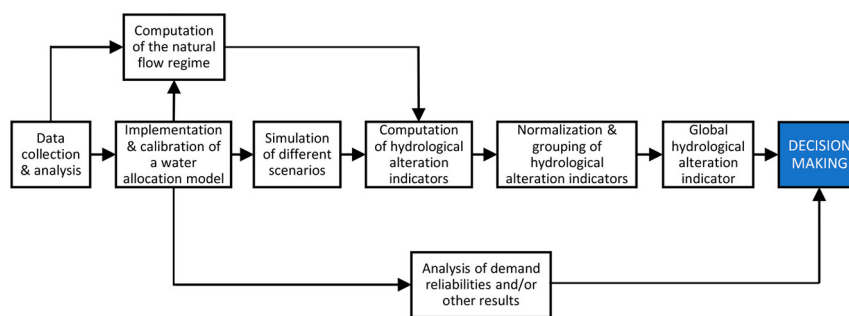 Computation
of the natural
flow regime
Data
collection
& analysis
Implementation
& calibration of
a water
allocation model
Simulation
of different
scenarios
Computation
of hydrological
alteration
indicators
Normalization &
grouping of
hydrological
alteration indicators
Global
hydrological
alteration
indicator
DECISION
MAKING
Analysis of demand
reliabilities and/or
other results